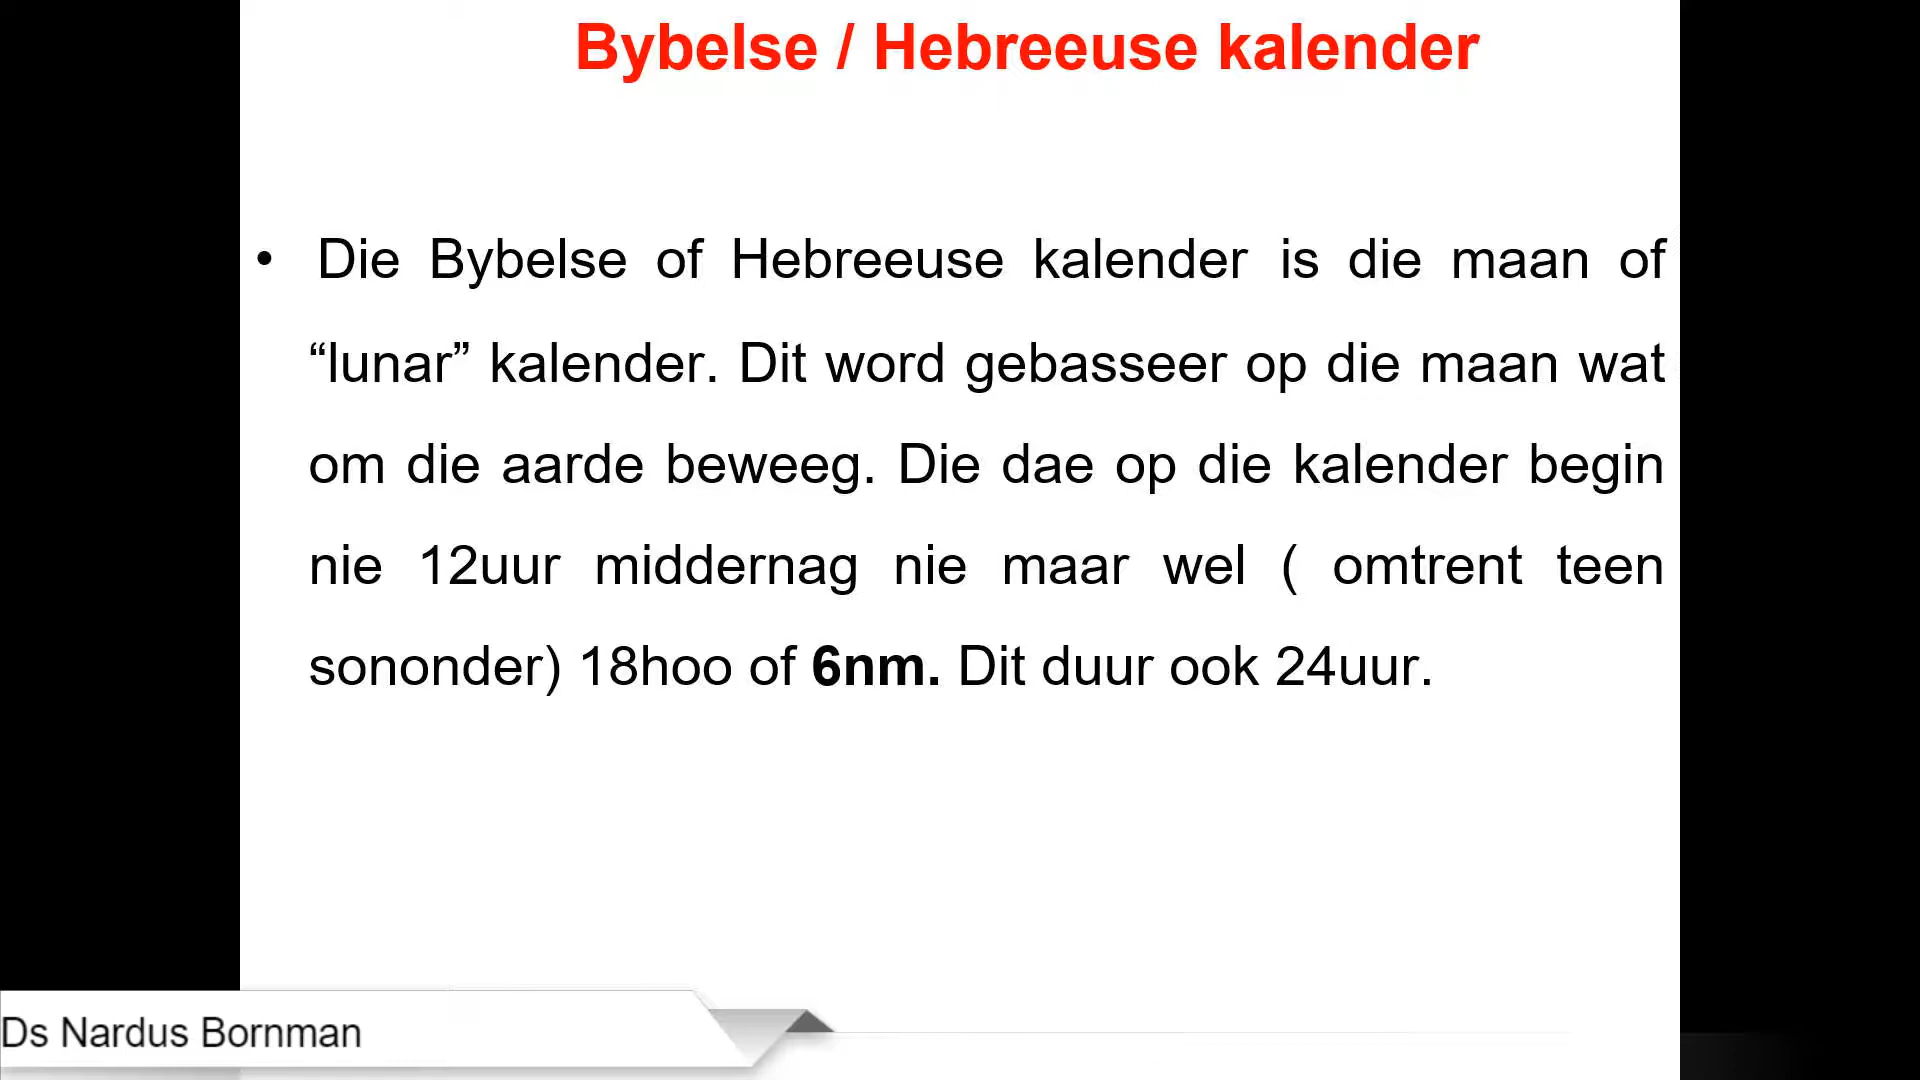 Bybelse / Hebreeuse kalender
• Die Bybelse of Hebreeuse kalender is die maan of
“lunar” kalender. Dit word gebasseer op die maan wat
om die aarde beweeg. Die dae op die kalender begin
nie 12uur middernag nie maar wel ( omtrent teen
sononder) 18hoo of 6nm. Dit duur ook 24uur.
Ds Nardus Bornman